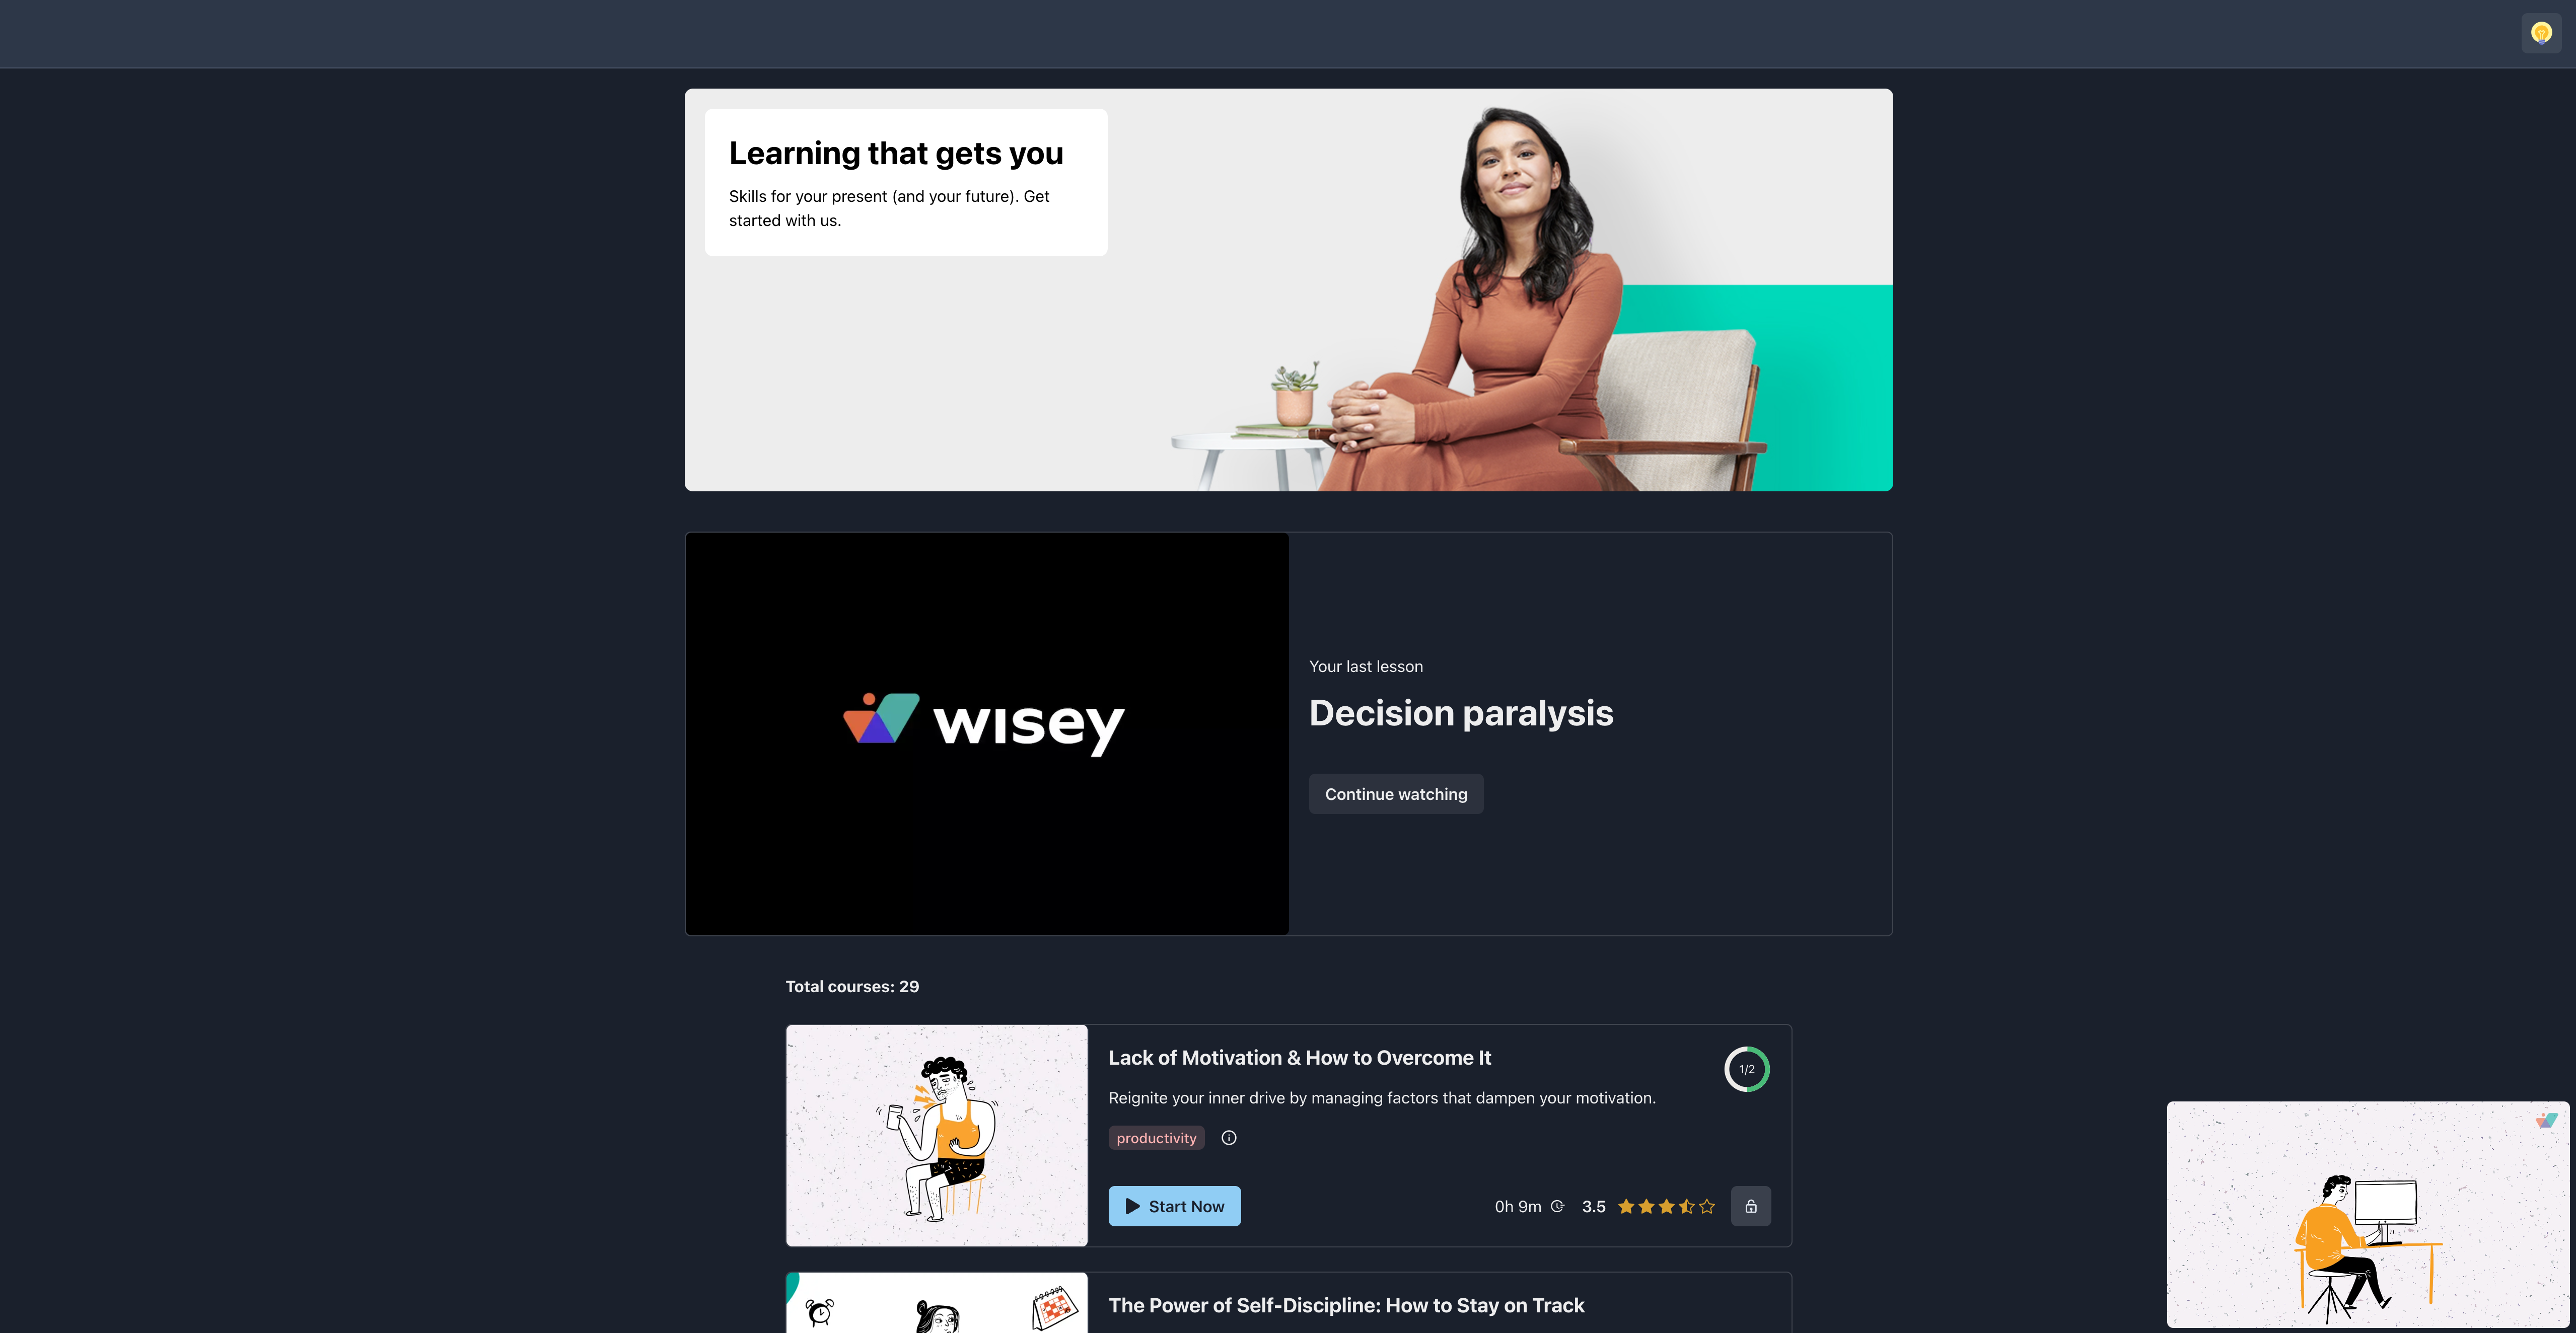 Learning that gets you
Skills for your present (and your future). Get
started with us.
wisey
Your last lesson
Decision paralysis
Continue watching
Total courses: 29
Lack of Motivation & How to Overcome It
1/2
Reignite your inner drive by managing factors that dampen your motivation.
productivity
Start Now
0h 9m
3.5
The Power of Self-Discipline: How to Stay on Track